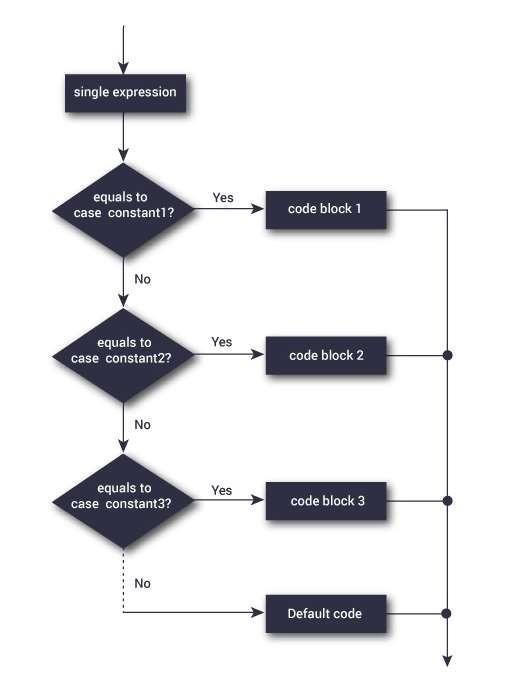 single expression
equals to
case constant1?
Yes
code block 1
No
equals to
case constant2?
Yes
code block 2
No
equals to
case constant3?
Yes
code block 3
No
Default code